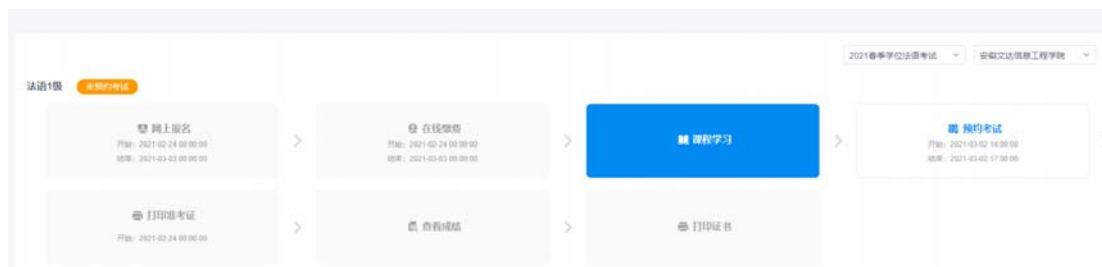 2021春季学位法语考试
安徽文达信息工程学院
法语1级
未预约考试
网上报名
开始：2021-02-24 00:00:00
结束：2021-03-03 00:00:00
在线缴费
开始：2021-02-24 00:00:00
结束：2021-03-03 00:00:00
课程学习
预约考试
开始：2021-03-02 14:00:00
结束：2021-03-02 17:30:00
打印准考证
开始：2021-02-24 00:00:00
查看成绩
打印证书